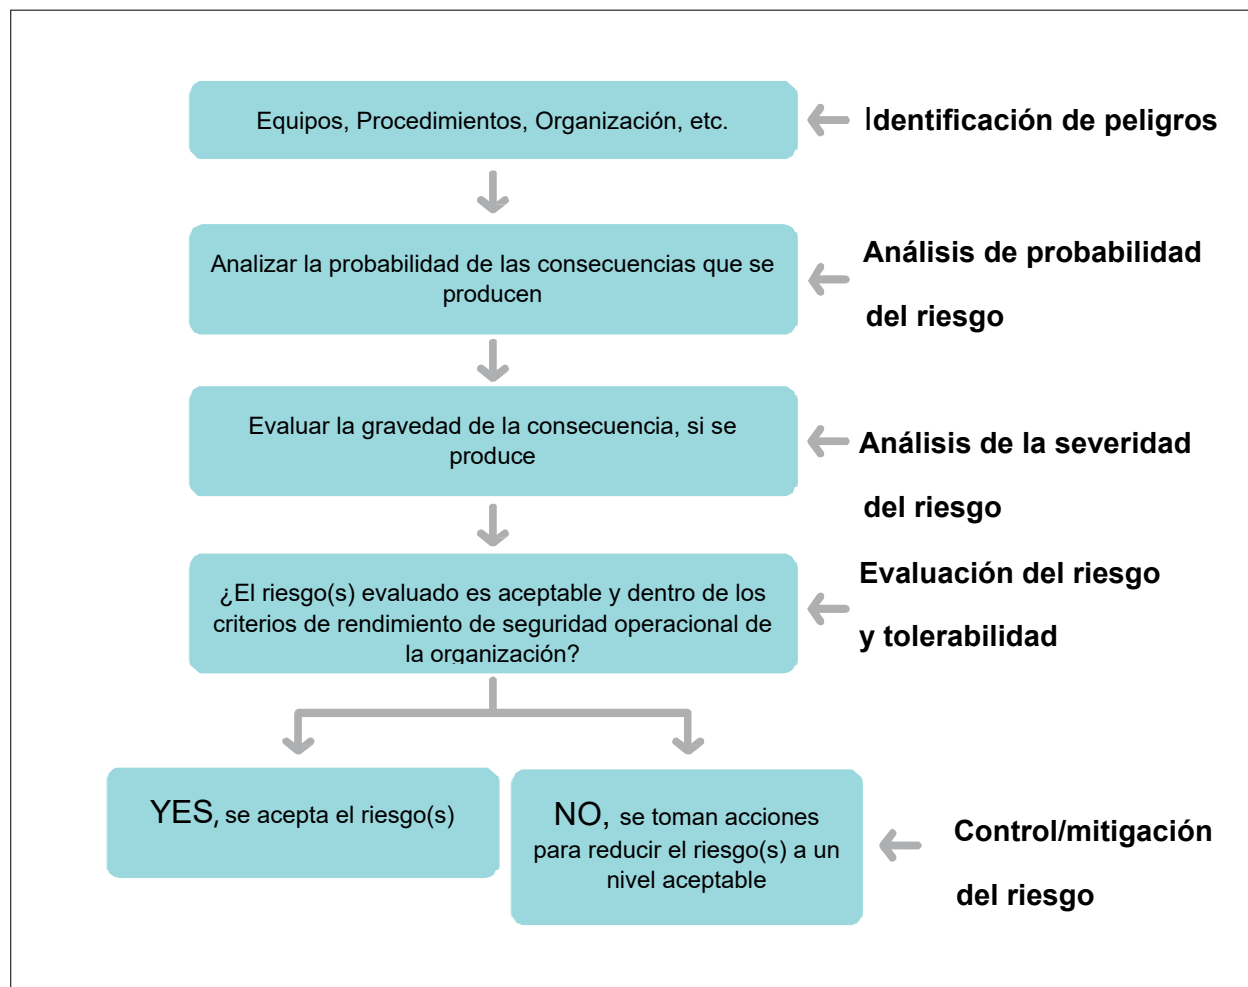 Equipos, Procedimientos, Organización, etc.
Identificación de peligros
Analizar la probabilidad de las consecuencias que se
producen
Análisis de probabilidad
del riesgo
Evaluar la gravedad de la consecuencia, si se
produce
Análisis de la severidad
del riesgo
¿El riesgo(s) evaluado es aceptable y dentro de los
criterios de rendimiento de seguridad operacional de
la organización?
Evaluación del riesgo
y tolerabilidad
YES, se acepta el riesgo(s)
NO, se toman acciones
para reducir el riesgo(s) a un
nivel aceptable
Control/mitigación
del riesgo